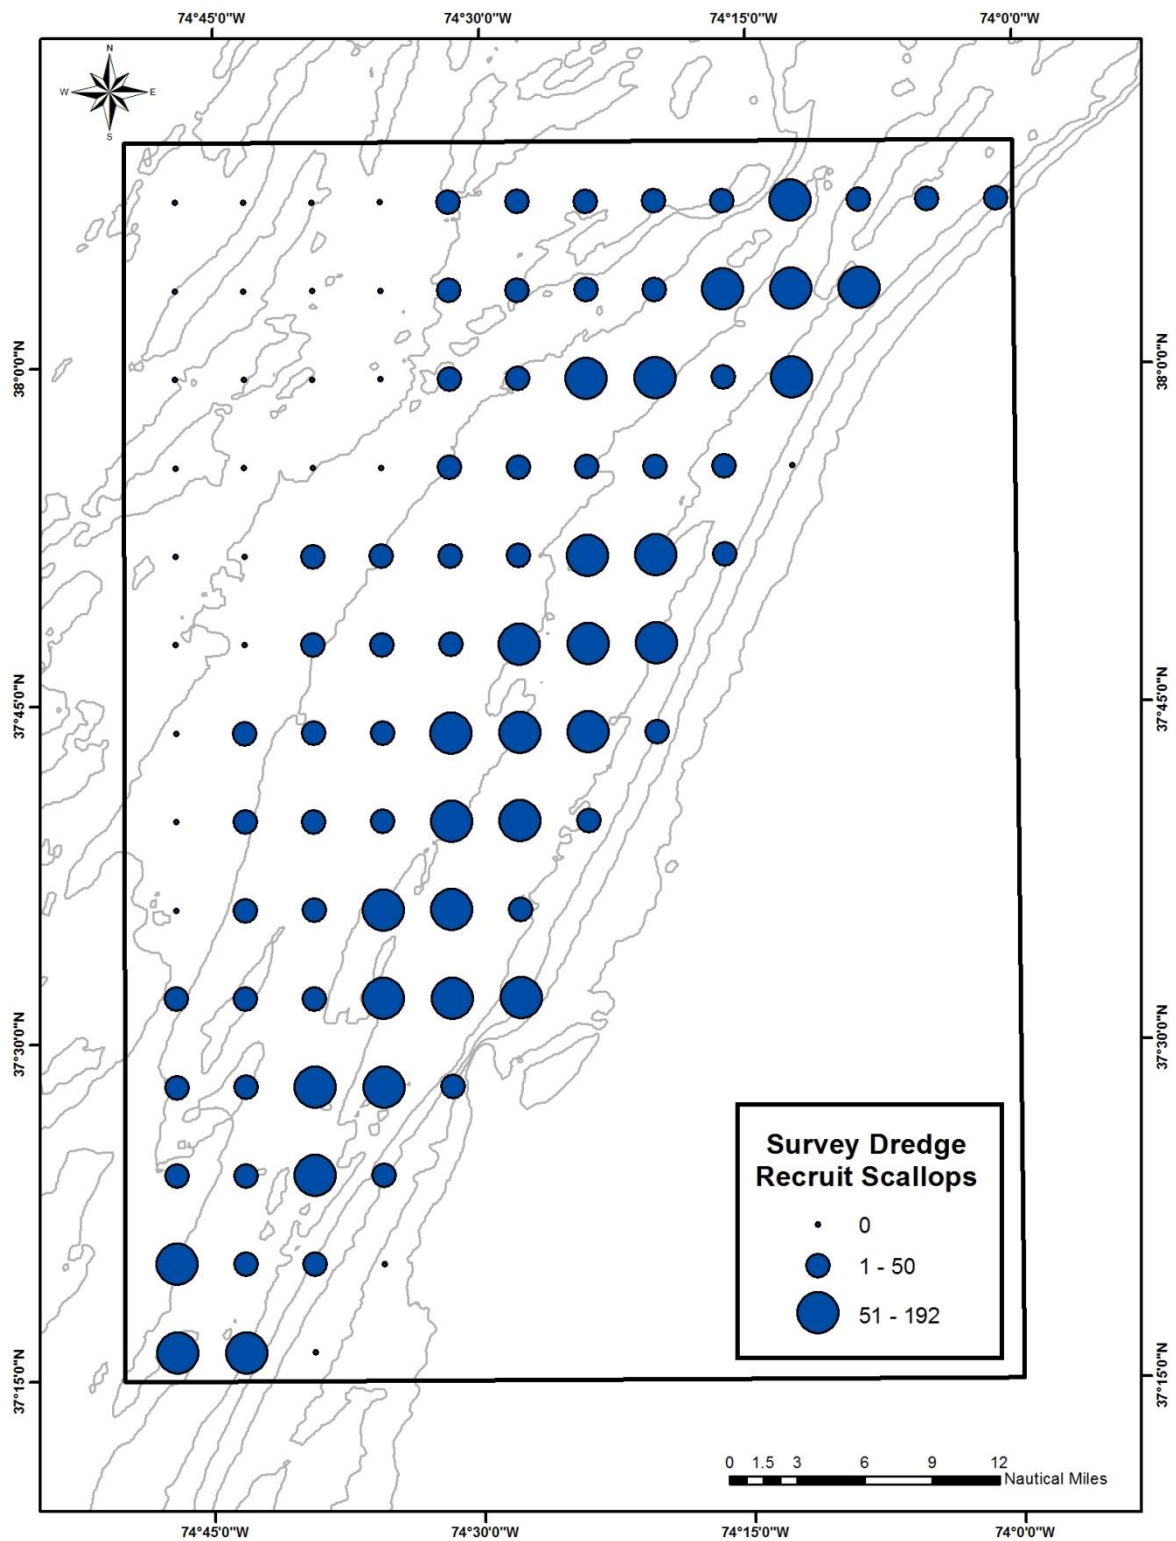 74°45'0"W 74°30'0"W 74°15'0"W 74°0'0"W
N
W E
S
38°0'0"N 38°0'0"N
37°45'0"N 37°45'0"N
37°30'0"N 37°30'0"N
Survey Dredge
Recruit Scallops
0
1 - 50
51 - 192
37°15'0"N 37°15'0"N
0 1.5 3 6 9 12
Nautical Miles
74°45'0"W 74°30'0"W 74°15'0"W 74°0'0"W